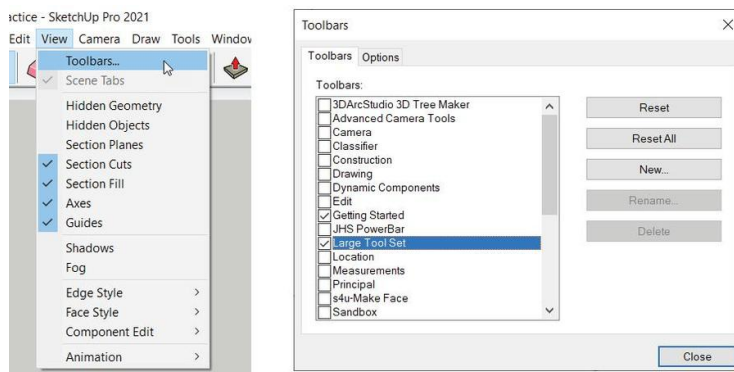 actice - SketchUp Pro 2021
Edit View Camera Draw Tools Window
Toolbars...
Scene Tabs
Hidden Geometry
Hidden Objects
Section Planes
Section Cuts
Section Fill
Axes
Guides
Shadows
Fog
Edge Style
Face Style
Component Edit
Animation
Toolbars
Toolbars Options
Toolbars:
3DArcStudio 3D Tree Maker
Advanced Camera Tools
Camera
Classifier
Construction
Drawing
Dynamic Components
Edit
Getting Started
JHS PowerBar
Large Tool Set
Location
Measurements
Principal
s4u-Make Face
Sandbox
Reset
Reset All
New...
Rename...
Delete
Close